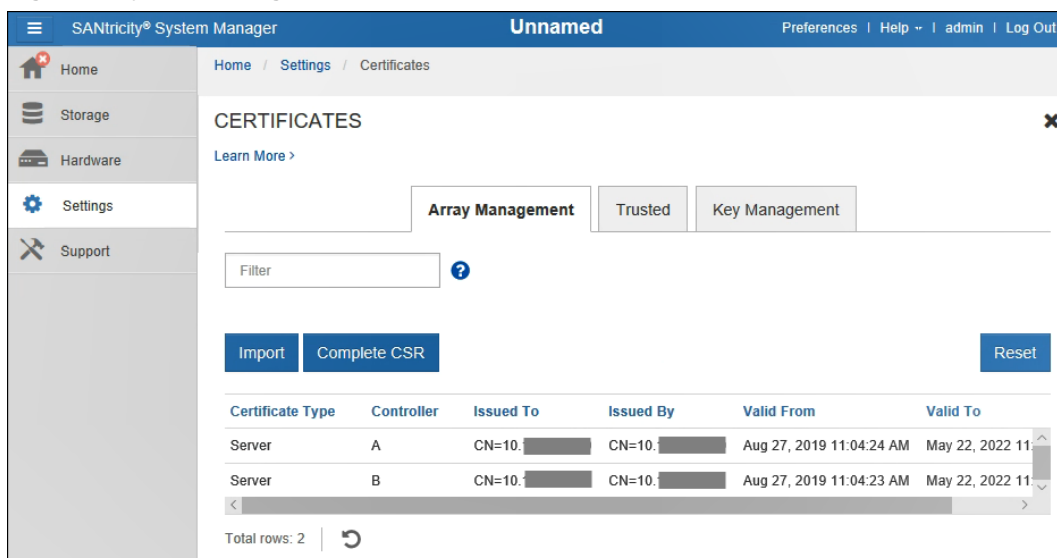 SANtricity® System Manager Unnamed Preferences | Help | admin | Log Out
Home Home / Settings / Certificates
Storage
CERTIFICATES
Hardware Learn More >
Settings Array Management Trusted Key Management
Support
Filter ?
Import Complete CSR Reset
Certificate Type Controller Issued To Issued By Valid From Valid To
Server A CN=10. CN=10. Aug 27, 2019 11:04:24 AM May 22, 2022 11:
Server B CN=10. CN=10. Aug 27, 2019 11:04:23 AM May 22, 2022 11:
Total rows: 2